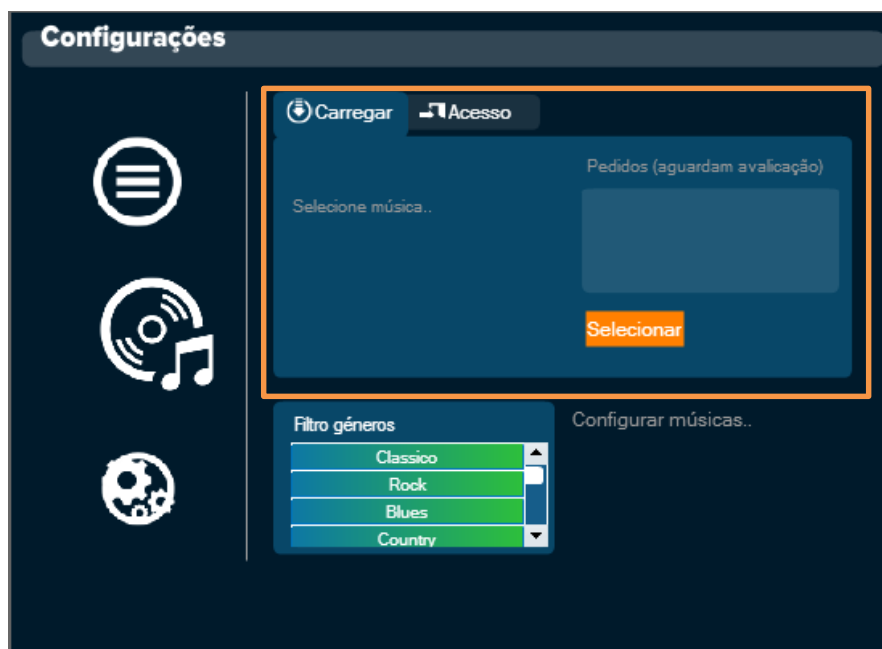 Configurações
Carregar
Acesso
Pedidos (aguardam avalicação)
Selecione música..
Selecionar
Filtro géneros
Configurar músicas..
Classico
Rock
Blues
Country